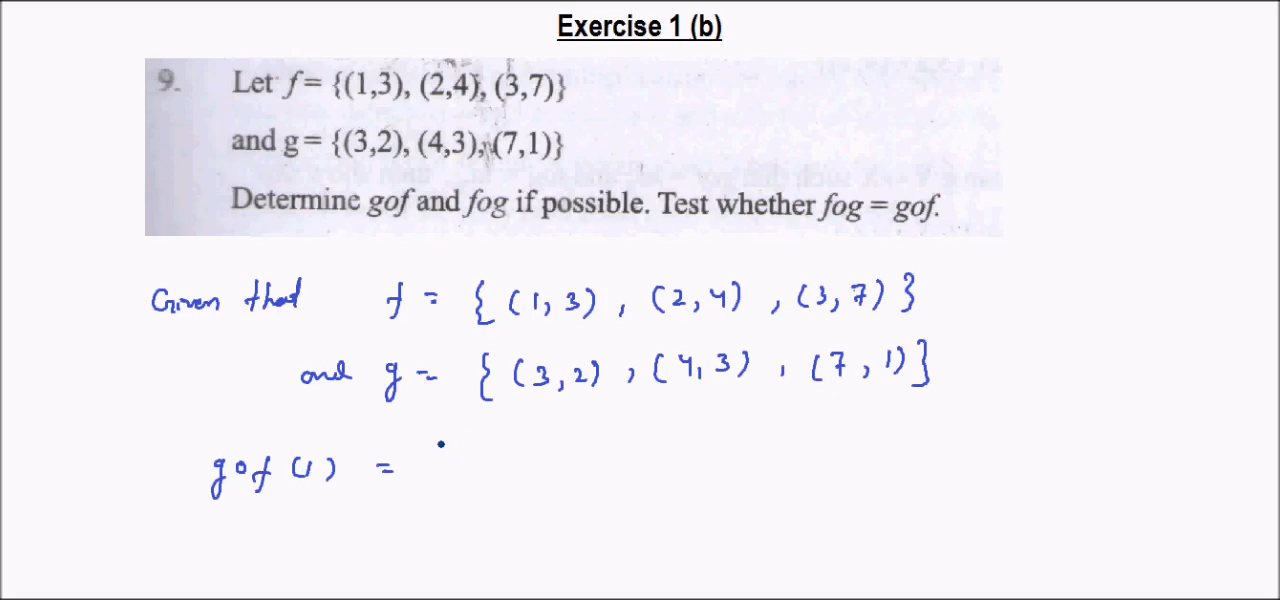 Exercise 1 (b)
9. Let f = {(1,3), (2,4), (3,7)}
and g = {(3,2), (4,3), (7,1)}
Determine gof and fog if possible. Test whether fog = gof.
Given that f = { (1, 3) , (2, 4) , (3, 7) }
and g = { (3, 2) , (4, 3) , (7, 1) }
gof (1) =